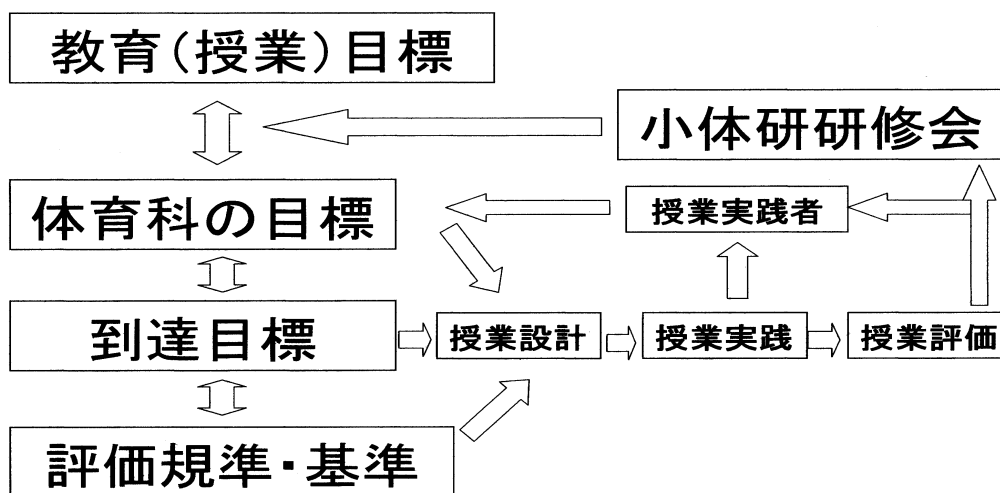 教育(授業)目標
小体研研修会
体育科の目標
授業実践者
到達目標
授業設計
授業実践
授業評価
評価規準・基準